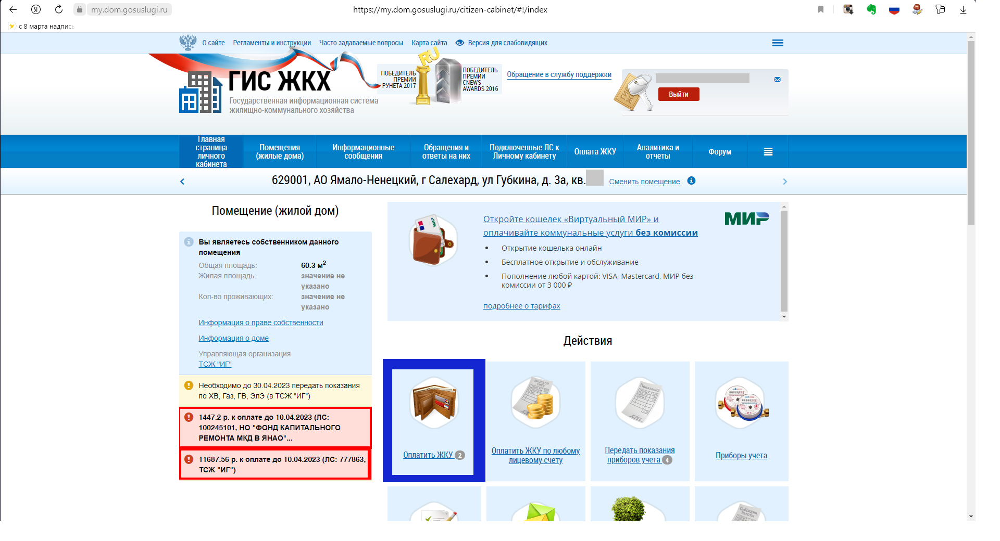 my.dom.gosuslugi.ru
https://my.dom.gosuslugi.ru/citizen-cabinet/#!/index
с 8 марта надпись
О сайте Регламенты и инструкции Часто задаваемые вопросы Карта сайта Версия для слабовидящих
ГИС ЖКХ
Государственная информационная система
жилищно-коммунального хозяйства
RU
ПОБЕДИТЕЛЬ
ПРЕМИИ
РУНЕТА 2017
ПОБЕДИТЕЛЬ
ПРЕМИИ
CNEWS
AWARDS 2016
Обращение в службу поддержки
Выйти
Главная
страница
личного
кабинета
Помещения
(жилые дома)
Информационные
сообщения
Обращения и
ответы на них
Подключенные ЛС к
Личному кабинету
Оплата ЖКУ
Аналитика и
отчеты
Форум
629001, АО Ямало-Ненецкий, г Салехард, ул Губкина, д. 3а, кв.
Сменить помещение
Помещение (жилой дом)
Вы являетесь собственником данного
помещения
Общая площадь: 60.3 м2
Жилая площадь: значение не
указано
Кол-во проживающих: значение не
указано
Информация о праве собственности
Информация о доме
Управляющая организация
ТСЖ "ИГ"
Необходимо до 30.04.2023 передать показания
по ХВ, Газ, ГВ, ЭлЭ (в ТСЖ "ИГ")
1447.2 р. к оплате до 10.04.2023 (ЛС:
100245101, НО "ФОНД КАПИТАЛЬНОГО
РЕМОНТА МКД В ЯНАО"...
11687.56 р. к оплате до 10.04.2023 (ЛС: 777863,
ТСЖ "ИГ")
Откройте кошелек «Виртуальный МИР» и
оплачивайте коммунальные услуги без комиссии
МИР
• Открытие кошелька онлайн
• Бесплатное открытие и обслуживание
• Пополнение любой картой: VISA, Mastercard, МИР без
комиссии от 3 000 ₽
подробнее о тарифах
Действия
Оплатить ЖКУ 2
ЛИЦЕВОЙ
СЧЕТ
Оплатить ЖКУ по любому
лицевому счету
Показания
Передать показания
приборов учета 4
Приборы учета
Субсидии,
льготы